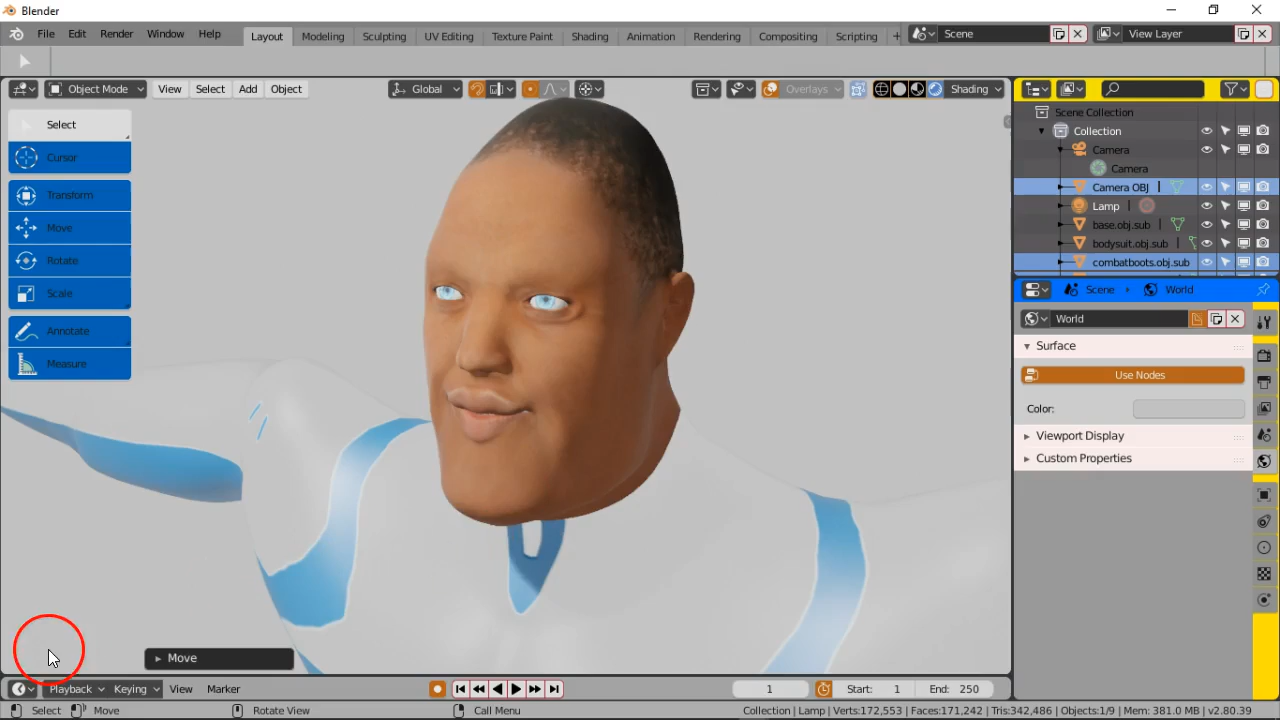 Blender
File Edit Render Window Help Layout Modeling Sculpting UV Editing Texture Paint Shading Animation Rendering Compositing Scripting + Scene View Layer
Object Mode View Select Add Object Global Overlays Shading
Select
Cursor
Transform
Move
Rotate
Scale
Annotate
Measure
Scene Collection
Collection
Camera
Camera
Camera OBJ
Lamp
base.obj.sub
bodysuit.obj.sub
combatboots.obj.sub
Scene World
World
Surface
Use Nodes
Color:
Viewport Display
Custom Properties
Move
Playback Keying View Marker 1 Start: 1 End: 250
Select Move Rotate View Call Menu Collection | Lamp | Verts:172,553 | Faces:171,242 | Tris:342,486 | Objects:1/9 | Mem: 381.0 MB | v2.80.39